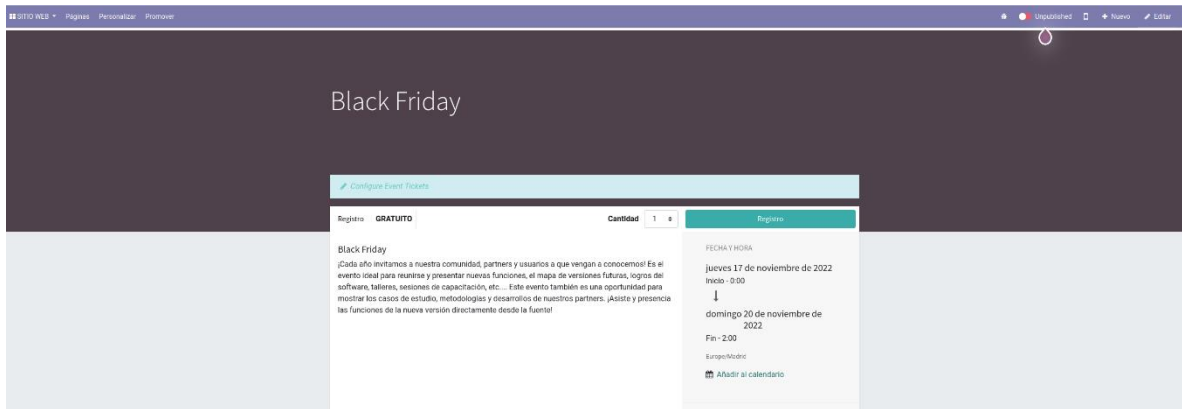 SITIO WEB Páginas Personalizar Promover Unpublished Nuevo Editar
Black Friday
Configure Event Tickets
Registro GRATUITO Cantidad 1 Registro
Black Friday
¡Cada año invitamos a nuestra comunidad, partners y usuarios a que vengan a conocernos! Es el
evento ideal para reunirse y presentar nuevas funciones, el mapa de versiones futuras, logros del
software, talleres, sesiones de capacitación, etc.... Este evento también es una oportunidad para
mostrar los casos de estudio, metodologías y desarrollos de nuestros partners. ¡Asiste y presencia
las funciones de la nueva versión directamente desde la fuente!
FECHA Y HORA
jueves 17 de noviembre de 2022
Inicio - 0:00
domingo 20 de noviembre de
2022
Fin - 2:00
Europe/Madrid
Añadir al calendario